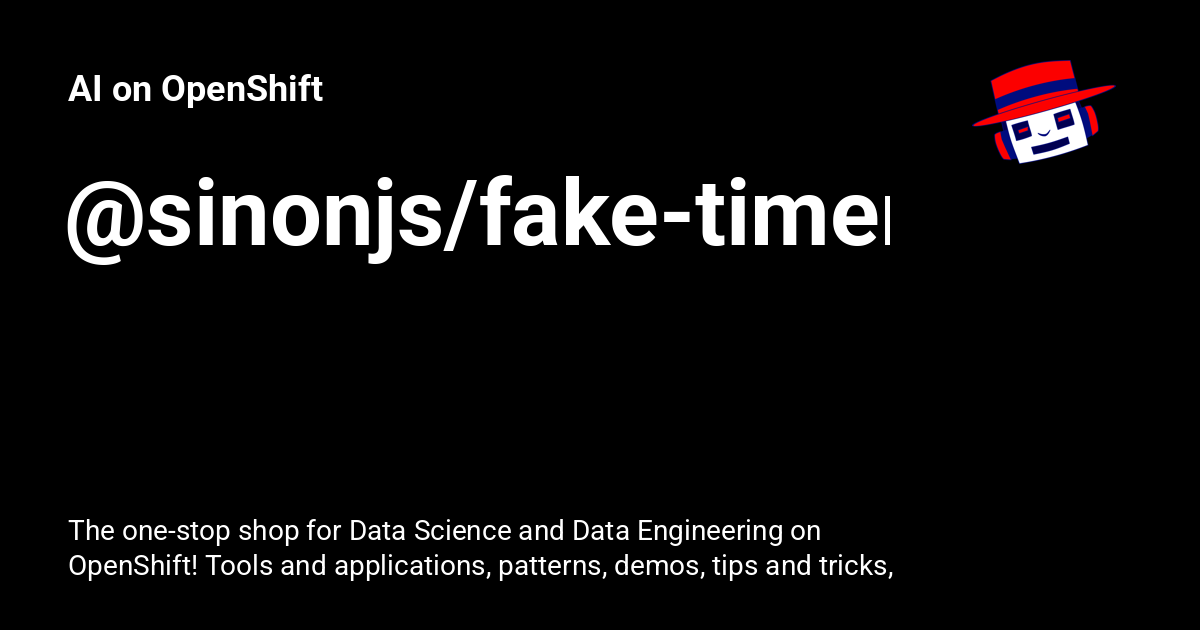 AI on OpenShift
@sinonjs/fake-time
The one-stop shop for Data Science and Data Engineering on
OpenShift! Tools and applications, patterns, demos, tips and tricks,